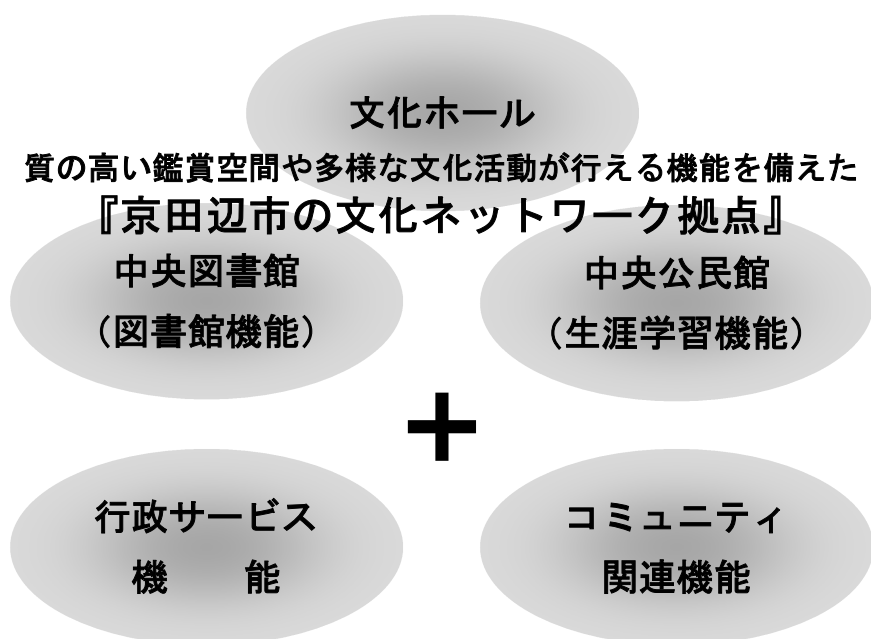 文化ホール
質の高い鑑賞空間や多様な文化活動が行える機能を備えた
『京田辺市の文化ネットワーク拠点』
中央図書館
（図書館機能）
中央公民館
（生涯学習機能）
＋
行政サービス
機　　能
コミュニティ
関連機能